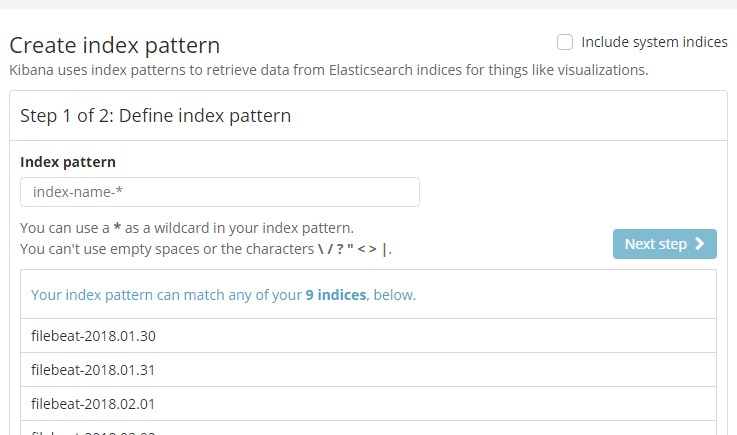 Create index pattern
Include system indices
Kibana uses index patterns to retrieve data from Elasticsearch indices for things like visualizations.
Step 1 of 2: Define index pattern
Index pattern
index-name-*
You can use a * as a wildcard in your index pattern.
You can't use empty spaces or the characters \ / ? " < > |.
Next step
Your index pattern can match any of your 9 indices, below.
filebeat-2018.01.30
filebeat-2018.01.31
filebeat-2018.02.01